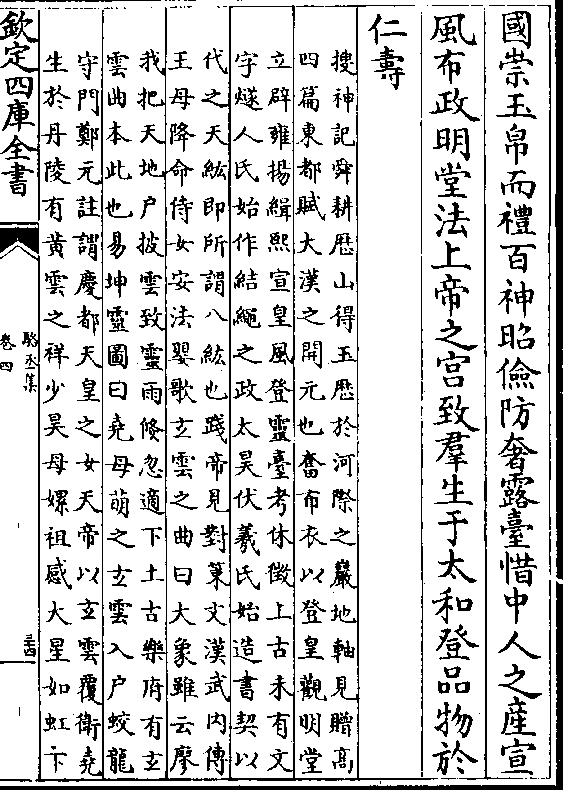 國崇玉帛而禮百神昭儉防奢露臺惜中人之產宣
風布政明堂法上帝之宮致羣生于太和登品物於
仁壽
搜神記舜耕歷山得玉歷於河際之巖地軸見贈高
四篇東都賦大漢之開元也奮布衣以登皇觀明堂
立辟雍揚緝熙宣皇風登靈臺考休徵上古未有文
字燧人氏始作結繩之政太昊伏羲氏始造書契以
代之天紘即所謂八紘也踐帝見對策文漢武內傳
王母降命侍女安法嬰歌玄雲之曲曰大象雖云廖
我把天地户披雲致靈雨倏忽適下土古樂府有玄
雲曲本此也易坤靈圖曰堯母萌之玄雲入户蛟龍
守門鄭元註謂慶都天皇之女天帝以玄雲覆衛堯
生於丹陵有黃雲之祥少昊母嫘祖感大星如虹下
欽定四庫全書
駱丞集
卷四
三四